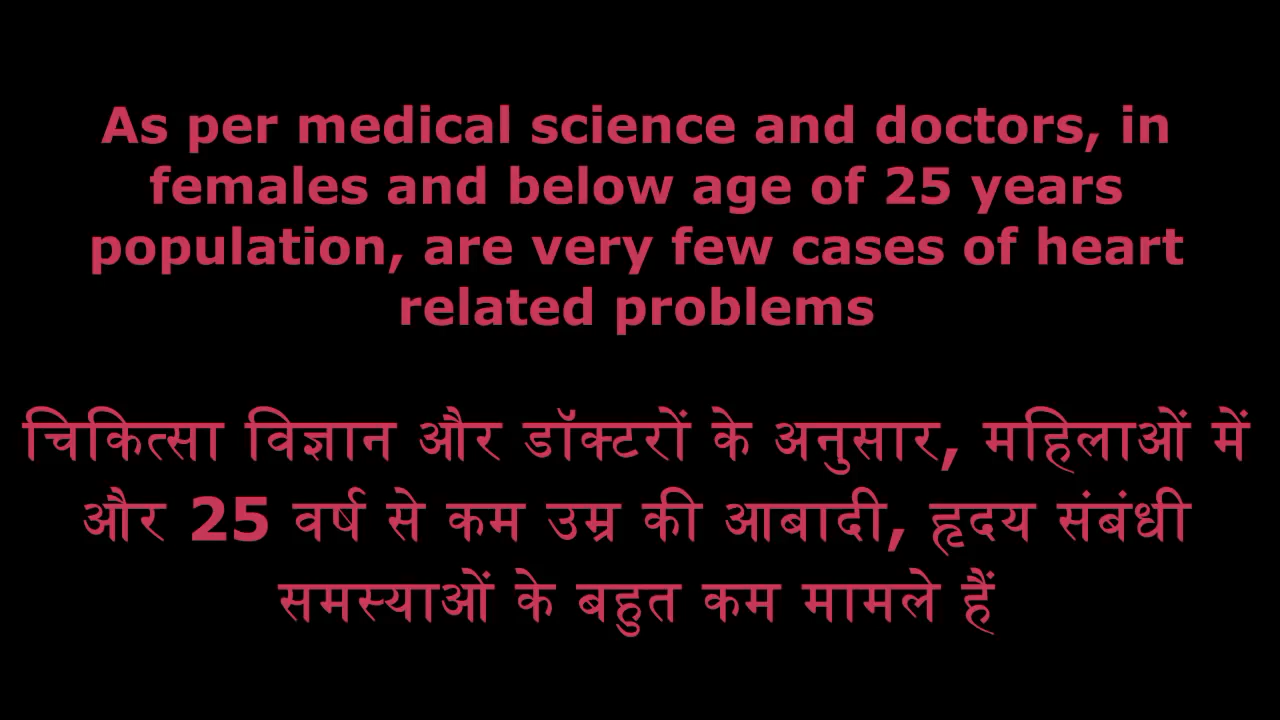 As per medical science and doctors, in
females and below age of 25 years
population, are very few cases of heart
related problems
चिकित्सा विज्ञान और डॉक्टरों के अनुसार, महिलाओं में
और 25 वर्ष से कम उम्र की आबादी, हृदय संबंधी
समस्याओं के बहुत कम मामले हैं